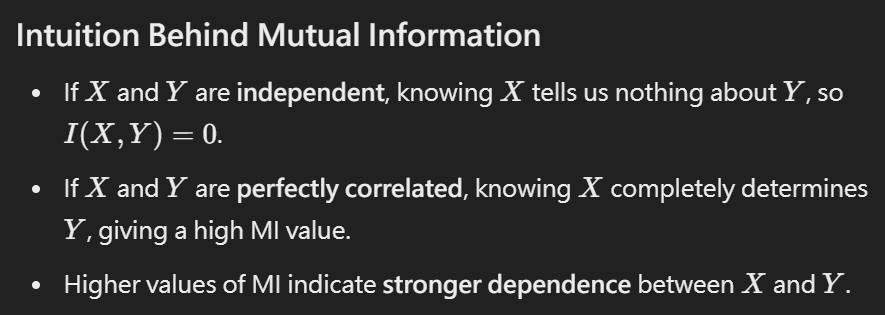 Intuition Behind Mutual Information
• If X and Y are independent, knowing X tells us nothing about Y, so
I(X, Y) = 0.
• If X and Y are perfectly correlated, knowing X completely determines
Y, giving a high MI value.
• Higher values of MI indicate stronger dependence between X and Y.